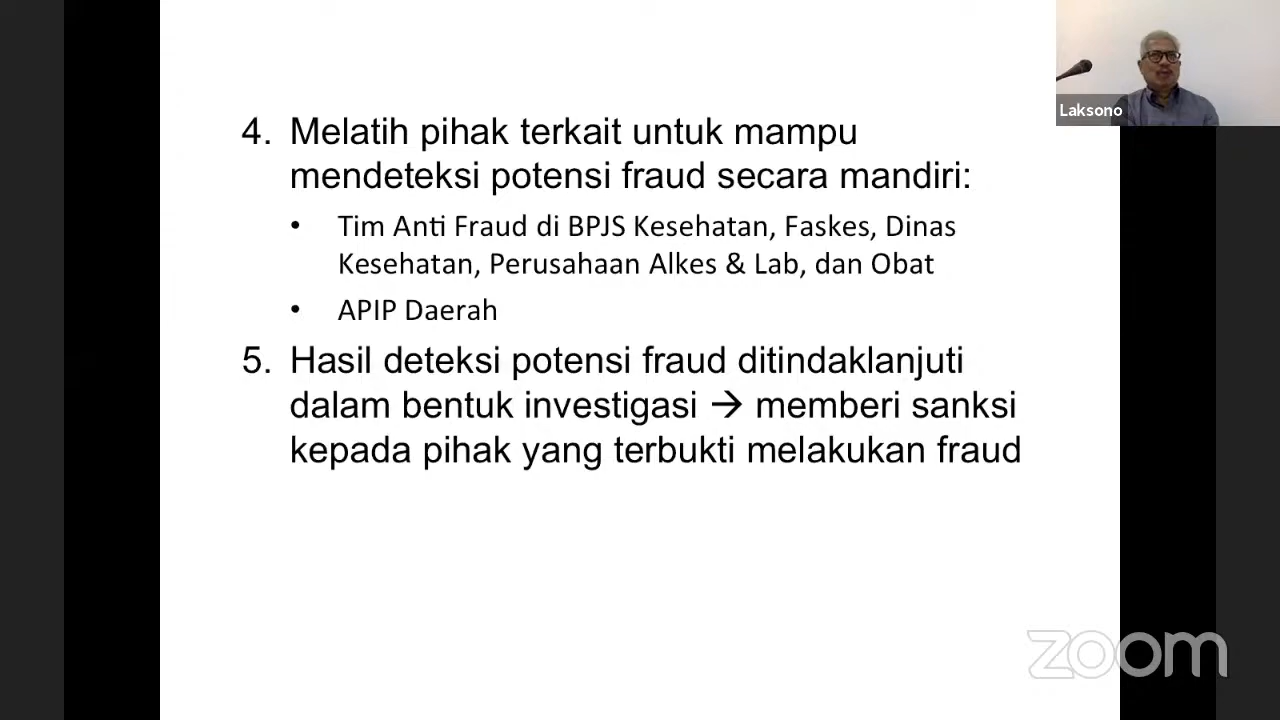 4. Melatih pihak terkait untuk mampu
mendeteksi potensi fraud secara mandiri:
• Tim Anti Fraud di BPJS Kesehatan, Faskes, Dinas
Kesehatan, Perusahaan Alkes & Lab, dan Obat
• APIP Daerah
5. Hasil deteksi potensi fraud ditindaklanjuti
dalam bentuk investigasi → memberi sanksi
kepada pihak yang terbukti melakukan fraud
Laksono
zoom